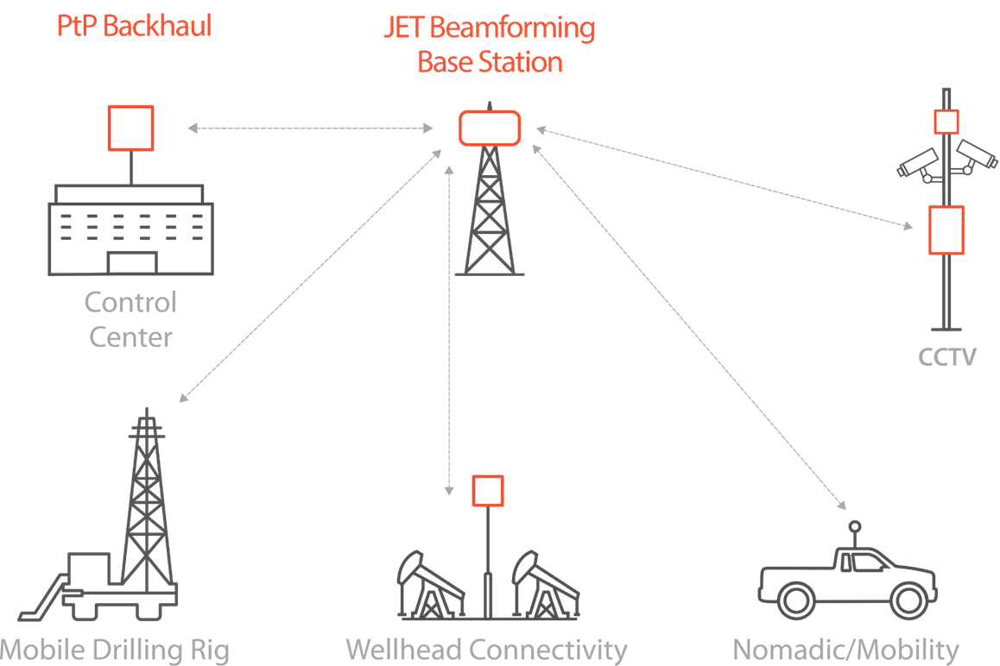 PtP Backhaul
JET Beamforming
Base Station
Control
Center
CCTV
Mobile Drilling Rig
Wellhead Connectivity
Nomadic/Mobility